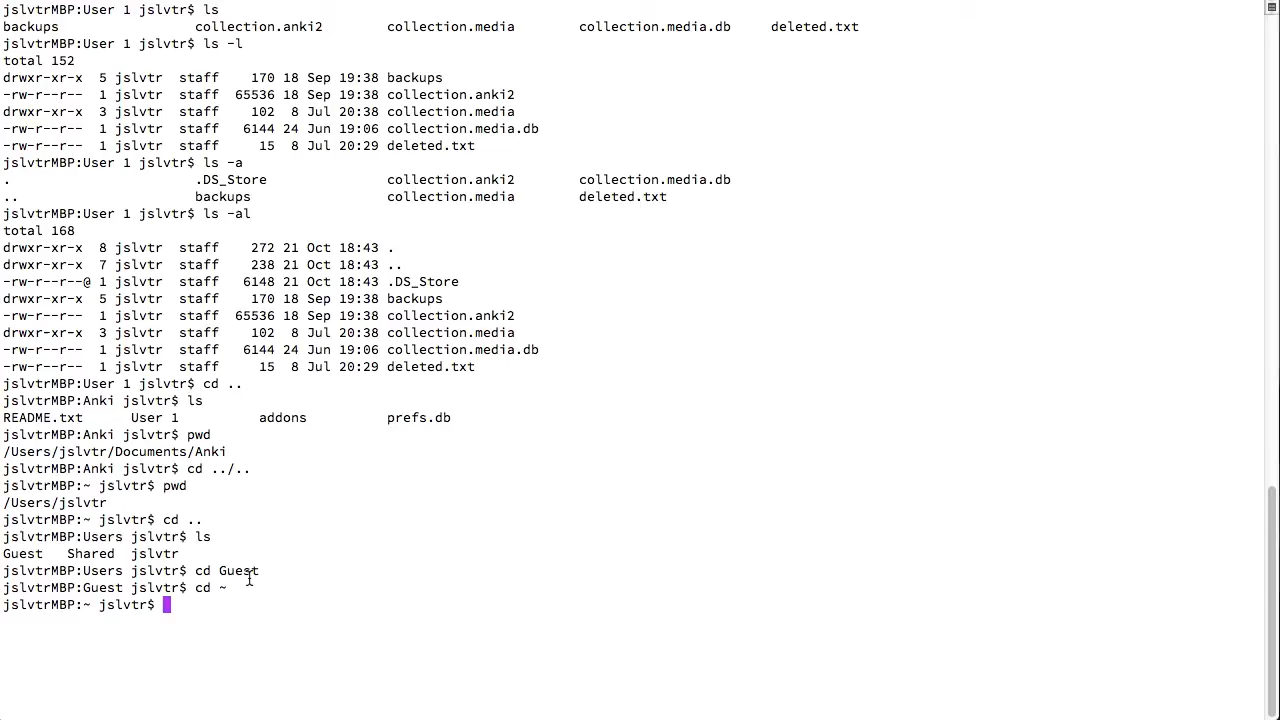 jslvtrMBP:User 1 jslvtr$ ls
backups collection.anki2 collection.media collection.media.db deleted.txt
jslvtrMBP:User 1 jslvtr$ ls -l
total 152
drwxr-xr-x 5 jslvtr staff 170 18 Sep 19:38 backups
-rw-r--r-- 1 jslvtr staff 65536 18 Sep 19:38 collection.anki2
drwxr-xr-x 3 jslvtr staff 102 8 Jul 20:38 collection.media
-rw-r--r-- 1 jslvtr staff 6144 24 Jun 19:06 collection.media.db
-rw-r--r-- 1 jslvtr staff 15 8 Jul 20:29 deleted.txt
jslvtrMBP:User 1 jslvtr$ ls -a
. .DS_Store collection.anki2 collection.media.db
.. backups collection.media deleted.txt
jslvtrMBP:User 1 jslvtr$ ls -al
total 168
drwxr-xr-x 8 jslvtr staff 272 21 Oct 18:43 .
drwxr-xr-x 7 jslvtr staff 238 21 Oct 18:43 ..
-rw-r--r--@ 1 jslvtr staff 6148 21 Oct 18:43 .DS_Store
drwxr-xr-x 5 jslvtr staff 170 18 Sep 19:38 backups
-rw-r--r-- 1 jslvtr staff 65536 18 Sep 19:38 collection.anki2
drwxr-xr-x 3 jslvtr staff 102 8 Jul 20:38 collection.media
-rw-r--r-- 1 jslvtr staff 6144 24 Jun 19:06 collection.media.db
-rw-r--r-- 1 jslvtr staff 15 8 Jul 20:29 deleted.txt
jslvtrMBP:User 1 jslvtr$ cd ..
jslvtrMBP:Anki jslvtr$ ls
README.txt User 1 addons prefs.db
jslvtrMBP:Anki jslvtr$ pwd
/Users/jslvtr/Documents/Anki
jslvtrMBP:Anki jslvtr$ cd ../..
jslvtrMBP:~ jslvtr$ pwd
/Users/jslvtr
jslvtrMBP:~ jslvtr$ cd ..
jslvtrMBP:Users jslvtr$ ls
Guest Shared jslvtr
jslvtrMBP:Users jslvtr$ cd Guest
jslvtrMBP:Guest jslvtr$ cd ~
jslvtrMBP:~ jslvtr$